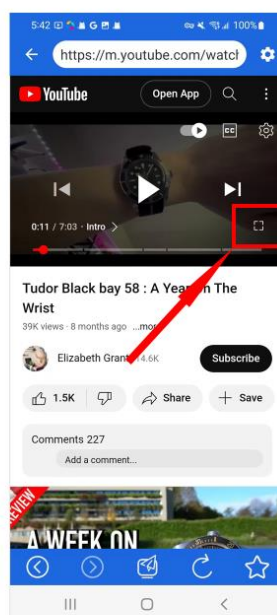 5:42
100%
https://m.youtube.com/watch
YouTube
Open App
CC
0:11 / 7:03 · Intro
Tudor Black bay 58 : A Year On The
Wrist
39K views · 8 months ago ...more
Elizabeth Grant 14.6K
Subscribe
1.5K
Share
Save
Comments 227
Add a comment...
REVIEW
A WEEK ON